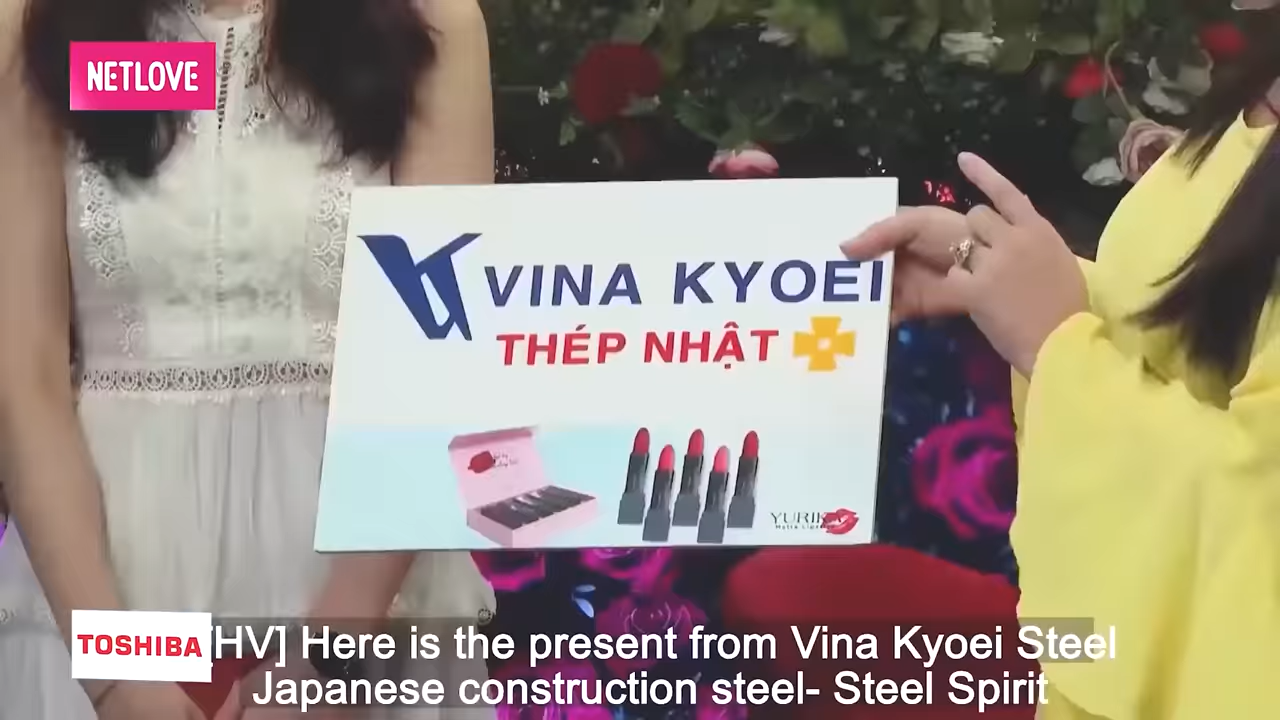 NETLOVE
VINA KYOEI
THÉP NHẬT
YURIKA
TOSHIBA
[HV] Here is the present from Vina Kyoei Steel
Japanese construction steel- Steel Spirit